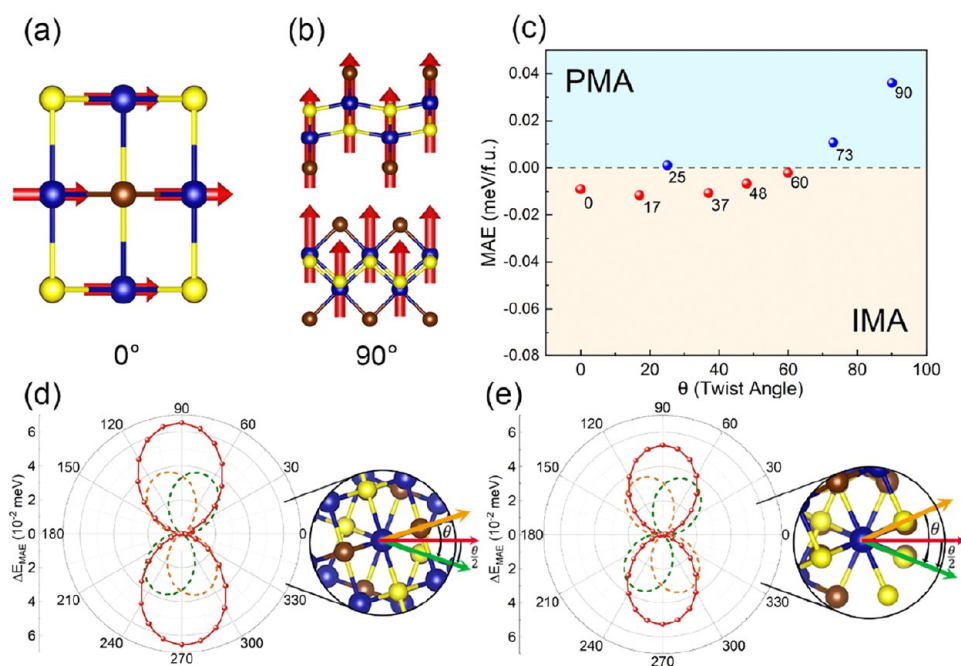 (a)
0°
(b)
90°
(c)
PMA
IMA
MAE (meV/f.u.)
0.04
0.02
0.00
-0.02
-0.04
-0.06
-0.08
0
17
25
37
48
60
73
90
0 20 40 60 80 100
θ (Twist Angle)
(d)
ΔE_MAE (10⁻² meV)
6
4
2
0
2
4
6
90
120 60
150 30
180 0
210 330
240 300
270
θ
θ/2
(e)
ΔE_MAE (10⁻² meV)
6
4
2
0
2
4
6
90
120 60
150 30
180 0
210 330
240 300
270
θ
θ/2